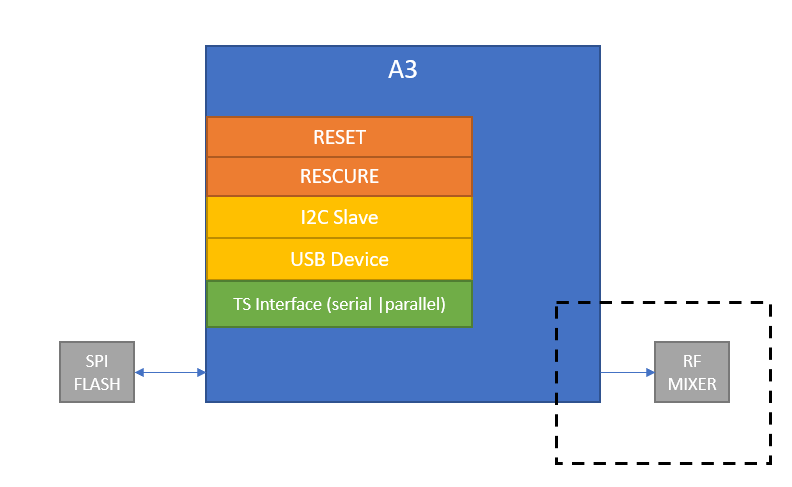 A3
RESET
RESCURE
I2C Slave
USB Device
TS Interface (serial |parallel)
SPI
FLASH
RF
MIXER